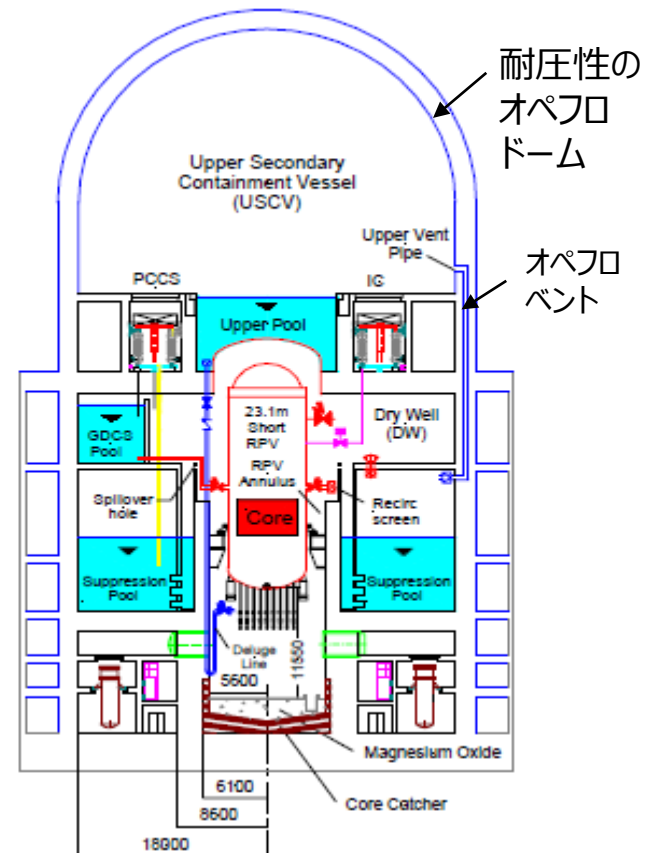 耐圧性の
オペフロ
ドーム
Upper Secondary
Containment Vessel
(USCV)
Upper Vent
Pipe
オペフロ
ベント
PCCS
IC
Upper Pool
23.1m
Short
RPV
Dry Well
(DW)
GDCS
Pool
RPV
Annulus
Spillover
hole
Core
Recirc
screen
Suppression
Pool
Suppression
Pool
Deluge
Line
11550
5600
Magnesium Oxide
6100
Core Catcher
8600
18900